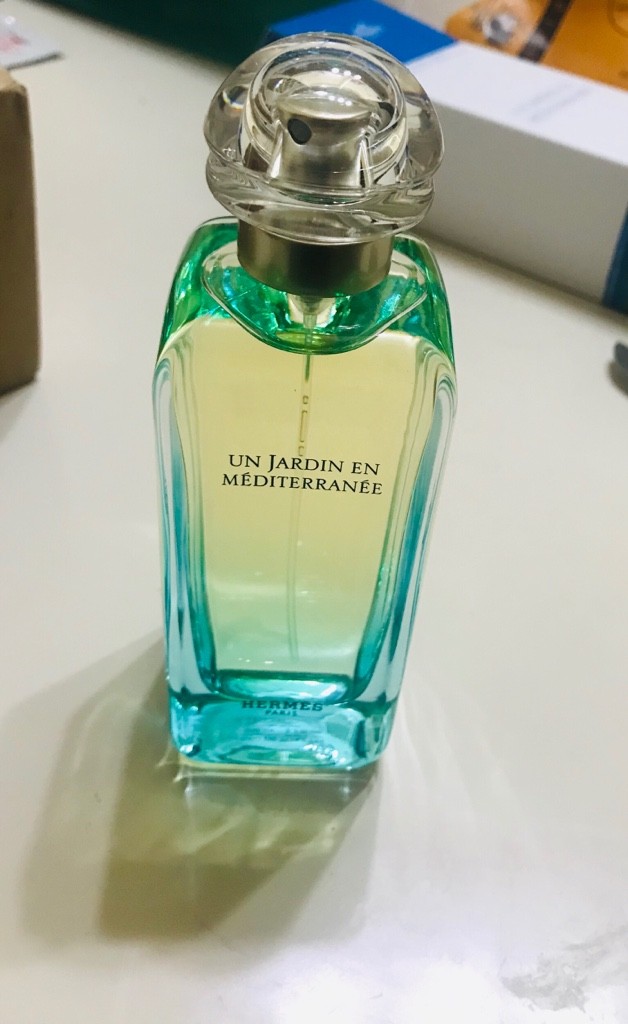 UN JARDIN EN
MÉDITERRANÉE
HERMÈS
PARIS